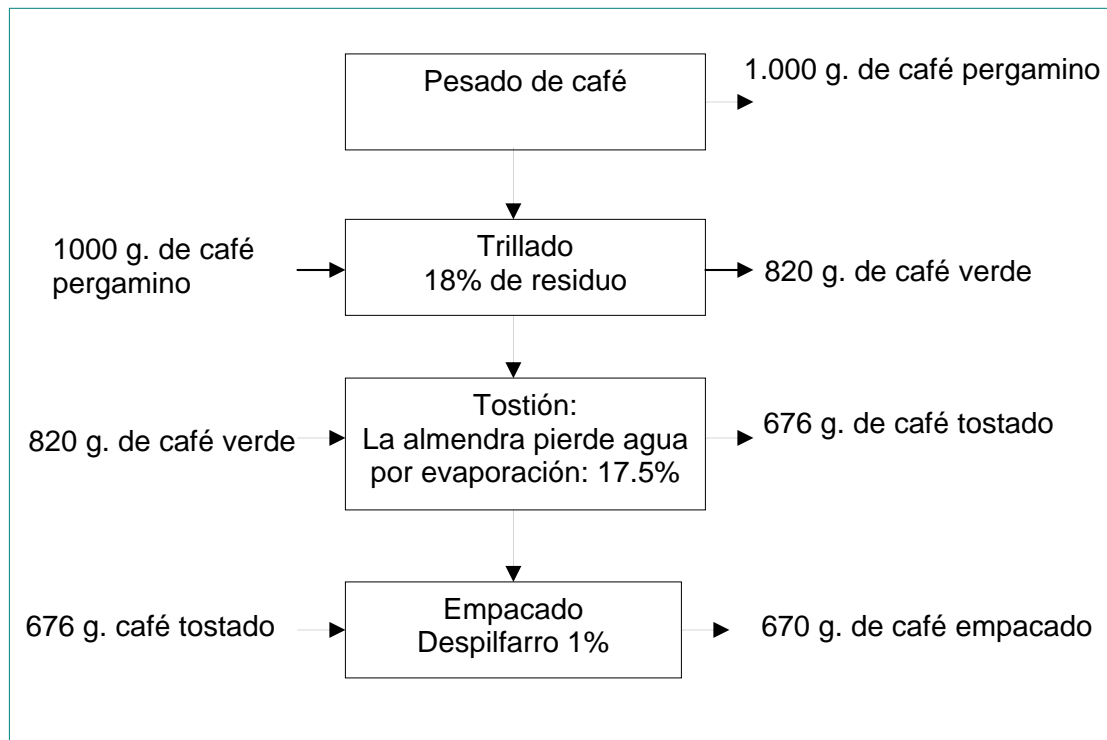 Pesado de café
1.000 g. de café pergamino
1000 g. de café
pergamino
Trillado
18% de residuo
820 g. de café verde
820 g. de café verde
Tostión:
La almendra pierde agua
por evaporación: 17.5%
676 g. de café tostado
676 g. café tostado
Empacado
Despilfarro 1%
670 g. de café empacado